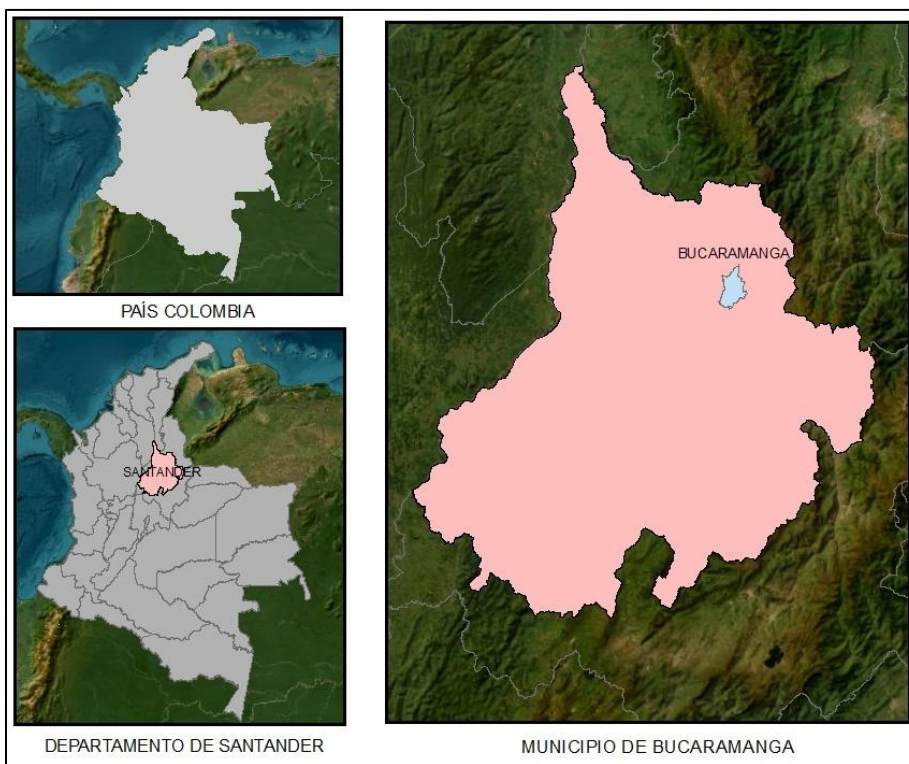 PAÍS COLOMBIA
SANTANDER
DEPARTAMENTO DE SANTANDER
BUCARAMANGA
MUNICIPIO DE BUCARAMANGA